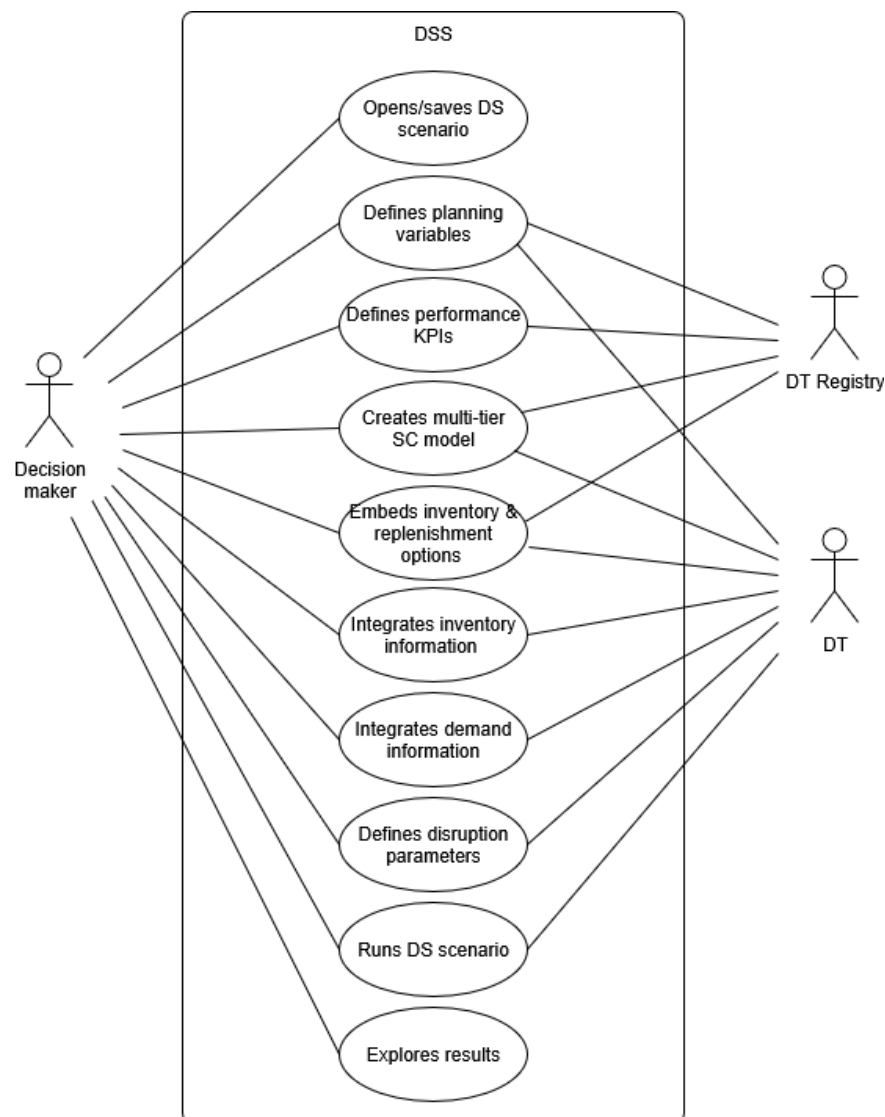 DSS
Opens/saves DS
scenario
Defines planning
variables
Defines performance
KPIs
Creates multi-tier
SC model
Embeds inventory &
replenishment
options
Integrates inventory
information
Integrates demand
information
Defines disruption
parameters
Runs DS scenario
Explores results
Decision
maker
DT Registry
DT